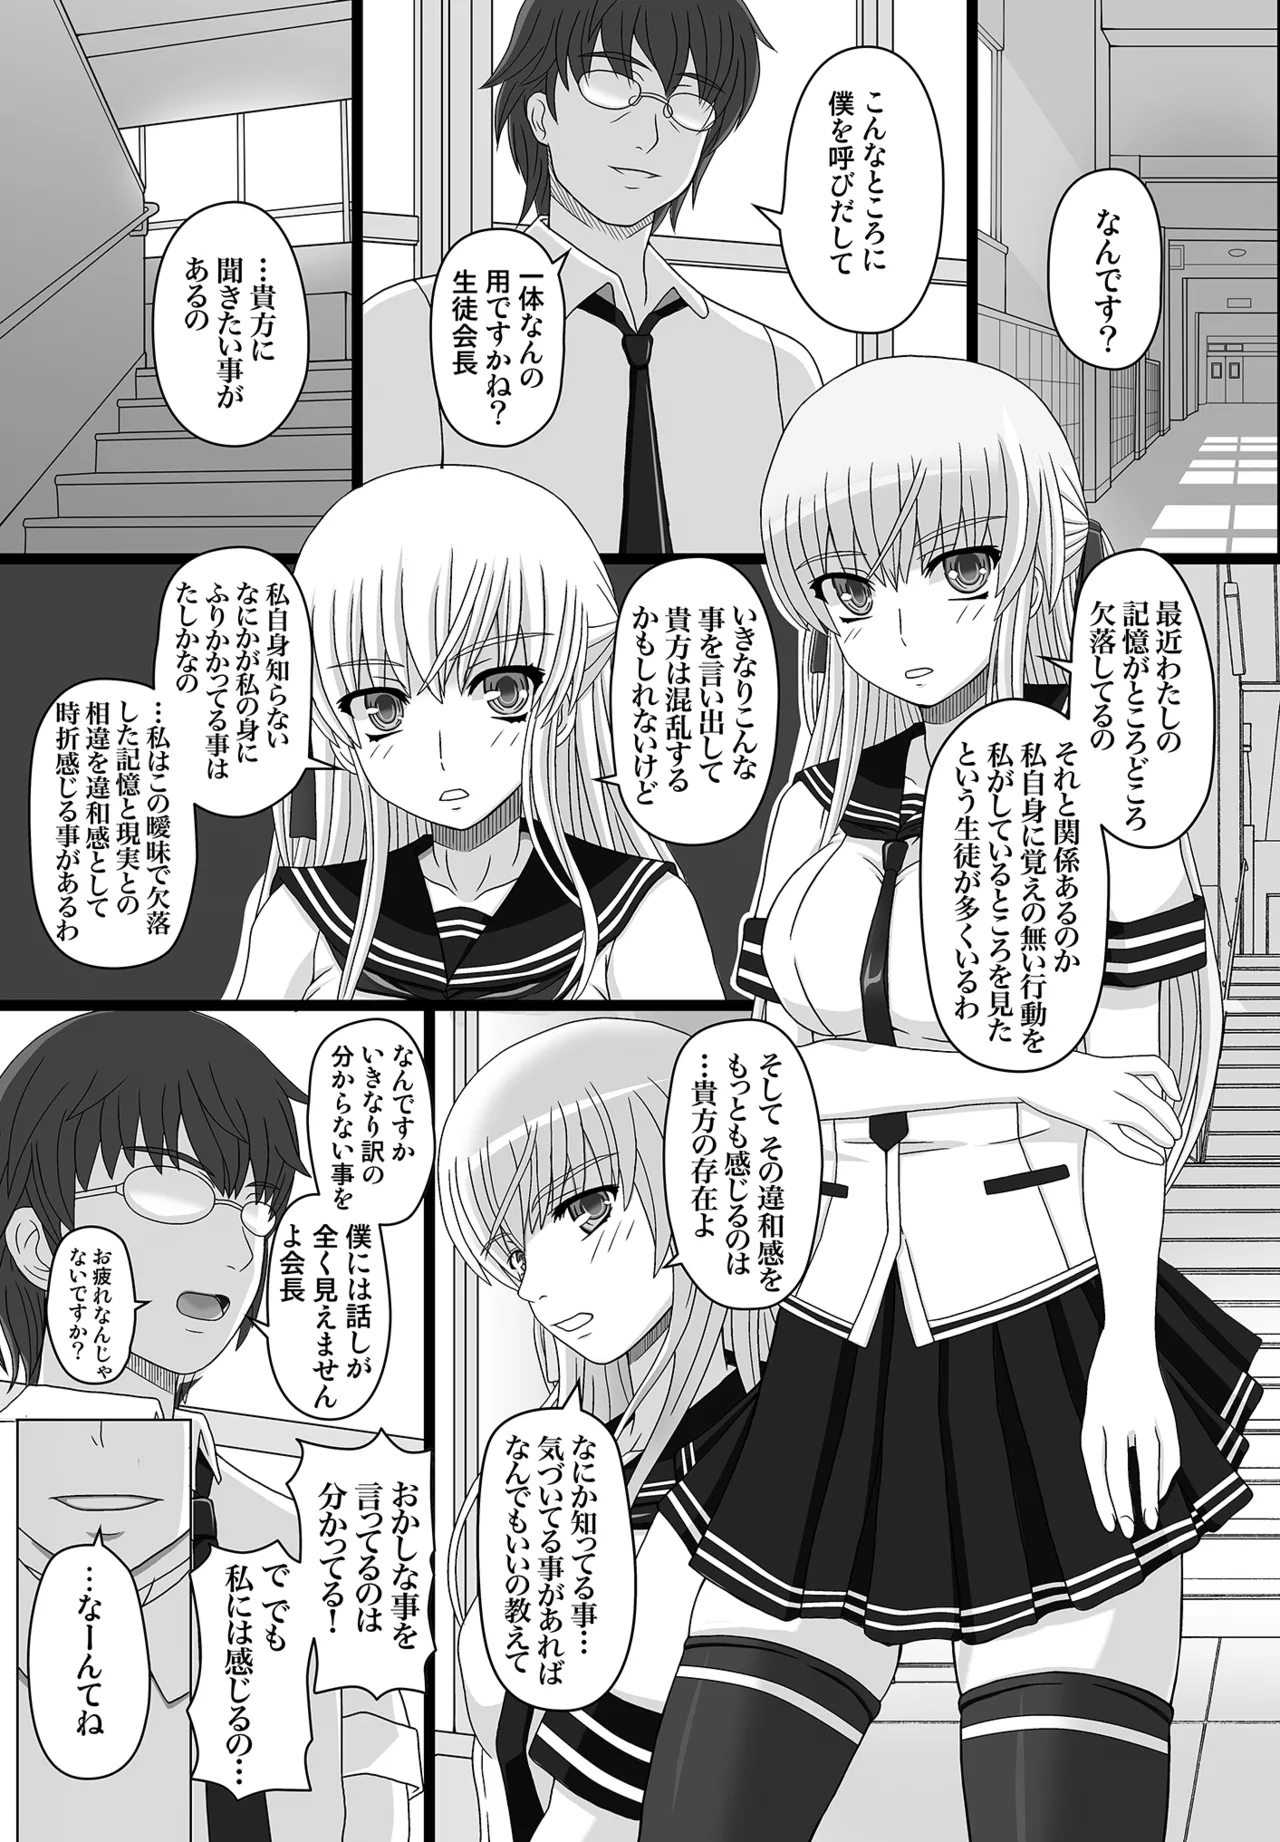 なんです？
こんなところに
僕を呼びだして
一体なんの
用ですかね？
生徒会長
…貴方に
聞きたい事が
あるの
最近わたしの
記憶がところどころ
欠落してるの
それと関係あるのか
私自身に覚えの無い行動を
私がしているところを見た
という生徒が多くいるわ
いきなりこんな
事を言い出して
貴方は混乱する
かもしれないけど
私自身知らない
なにかが私の身に
ふりかかってる事は
たしかなの
…私はこの曖昧で欠落
した記憶と現実との
相違を違和感として
時折感じる事があるわ
そして その違和感を
もっとも感じるのは
…貴方の存在よ
なにか知ってる事…
気づいてる事があれば
なんでもいいの教えて
なんですか
いきなり訳の
分からない事を
僕には話しが
全く見えません
よ会長
お疲れなんじゃ
ないですか？
おかしな事を
言ってるのは
分かってる！
で でも
私には感じるの…
…なーんてね